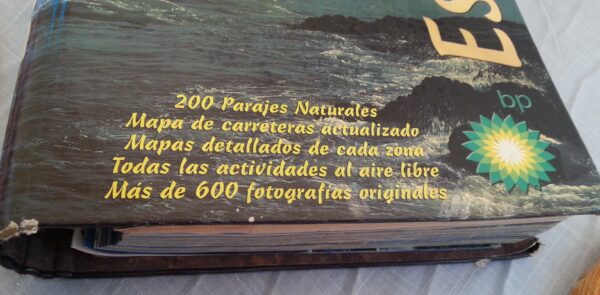 ES
bp
200 Parajes Naturales
Mapa de carreteras actualizado
Mapas detallados de cada zona
Todas las actividades al aire libre
Más de 600 fotografías originales